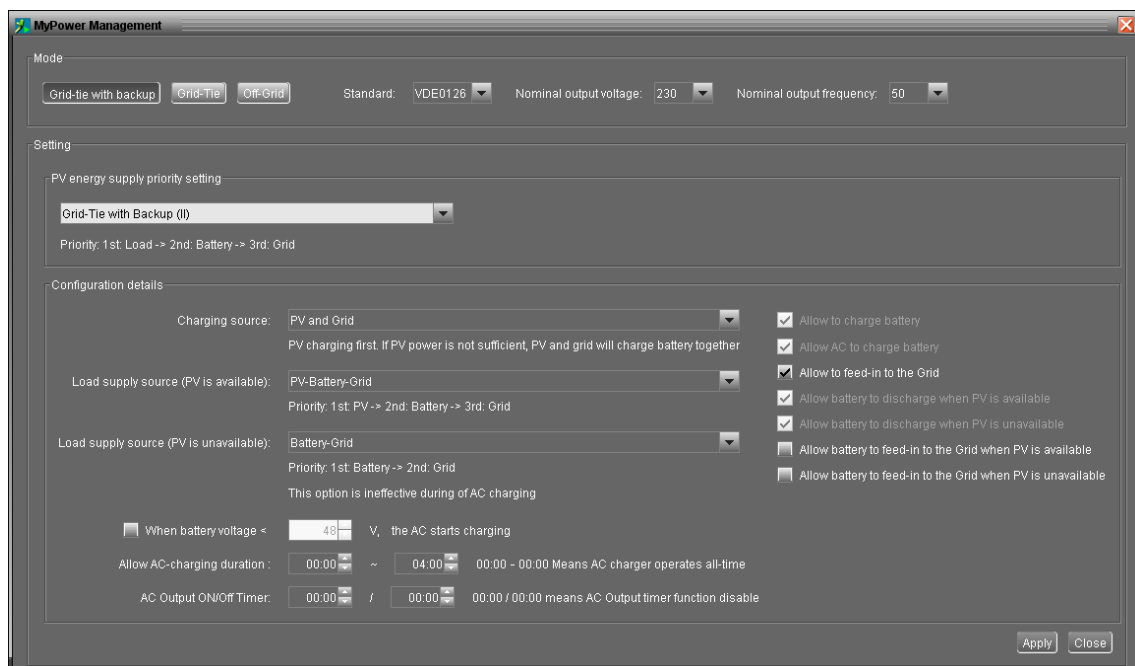 MyPower Management
Mode
Grid-tie with backup Grid-Tie Off-Grid Standard: VDE0126 Nominal output voltage: 230 Nominal output frequency: 50
Setting
PV energy supply priority setting
Grid-Tie with Backup (II)
Priority: 1st: Load -> 2nd: Battery -> 3rd: Grid
Configuration details
Charging source: PV and Grid
PV charging first. If PV power is not sufficient, PV and grid will charge battery together
Load supply source (PV is available): PV-Battery-Grid
Priority: 1st: PV -> 2nd: Battery -> 3rd: Grid
Load supply source (PV is unavailable): Battery-Grid
Priority: 1st: Battery -> 2nd: Grid
This option is ineffective during of AC charging
Allow to charge battery
Allow AC to charge battery
Allow to feed-in to the Grid
Allow battery to discharge when PV is available
Allow battery to discharge when PV is unavailable
Allow battery to feed-in to the Grid when PV is available
Allow battery to feed-in to the Grid when PV is unavailable
When battery voltage < 48 V, the AC starts charging
Allow AC-charging duration : 00:00 ~ 04:00 00:00 - 00:00 Means AC charger operates all-time
AC Output ON/Off Timer: 00:00 / 00:00 00:00 / 00:00 means AC Output timer function disable
Apply Close